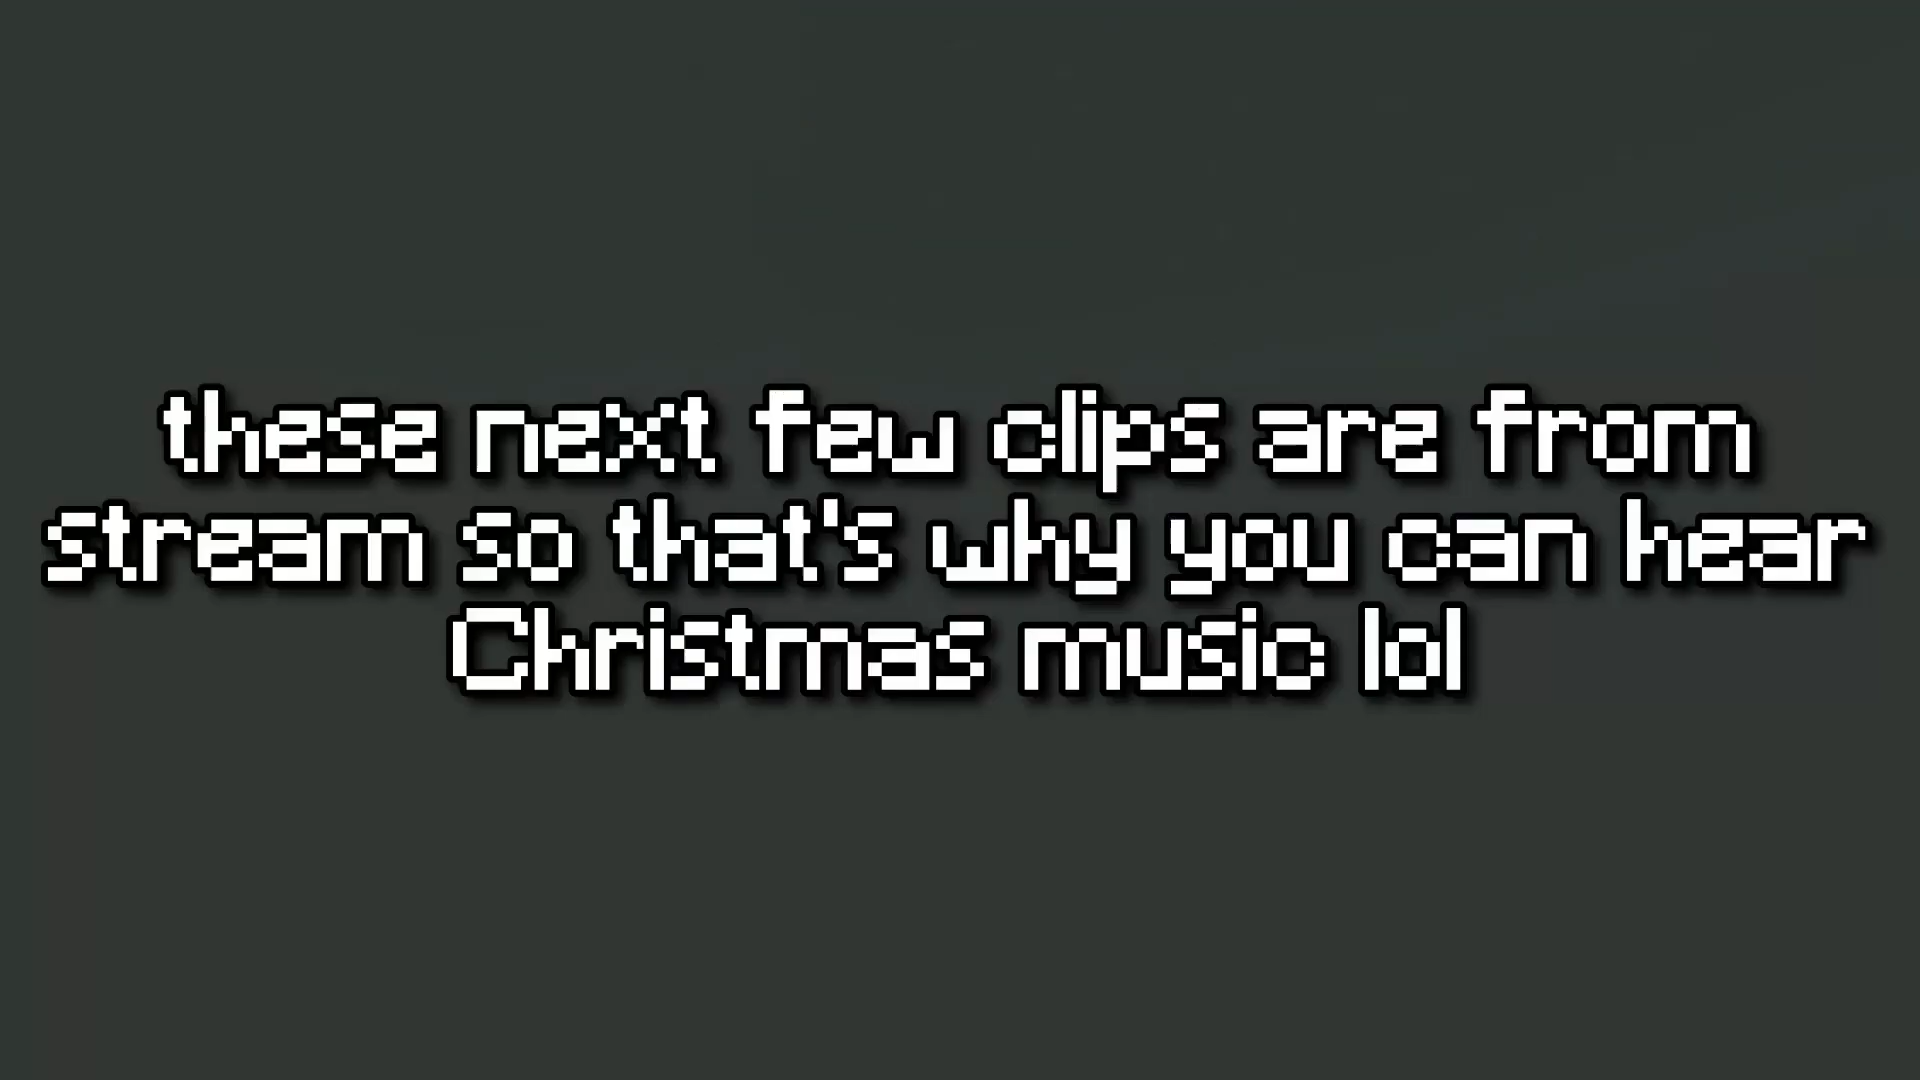 these next few clips are from
stream so that's why you can hear
Christmas music lol